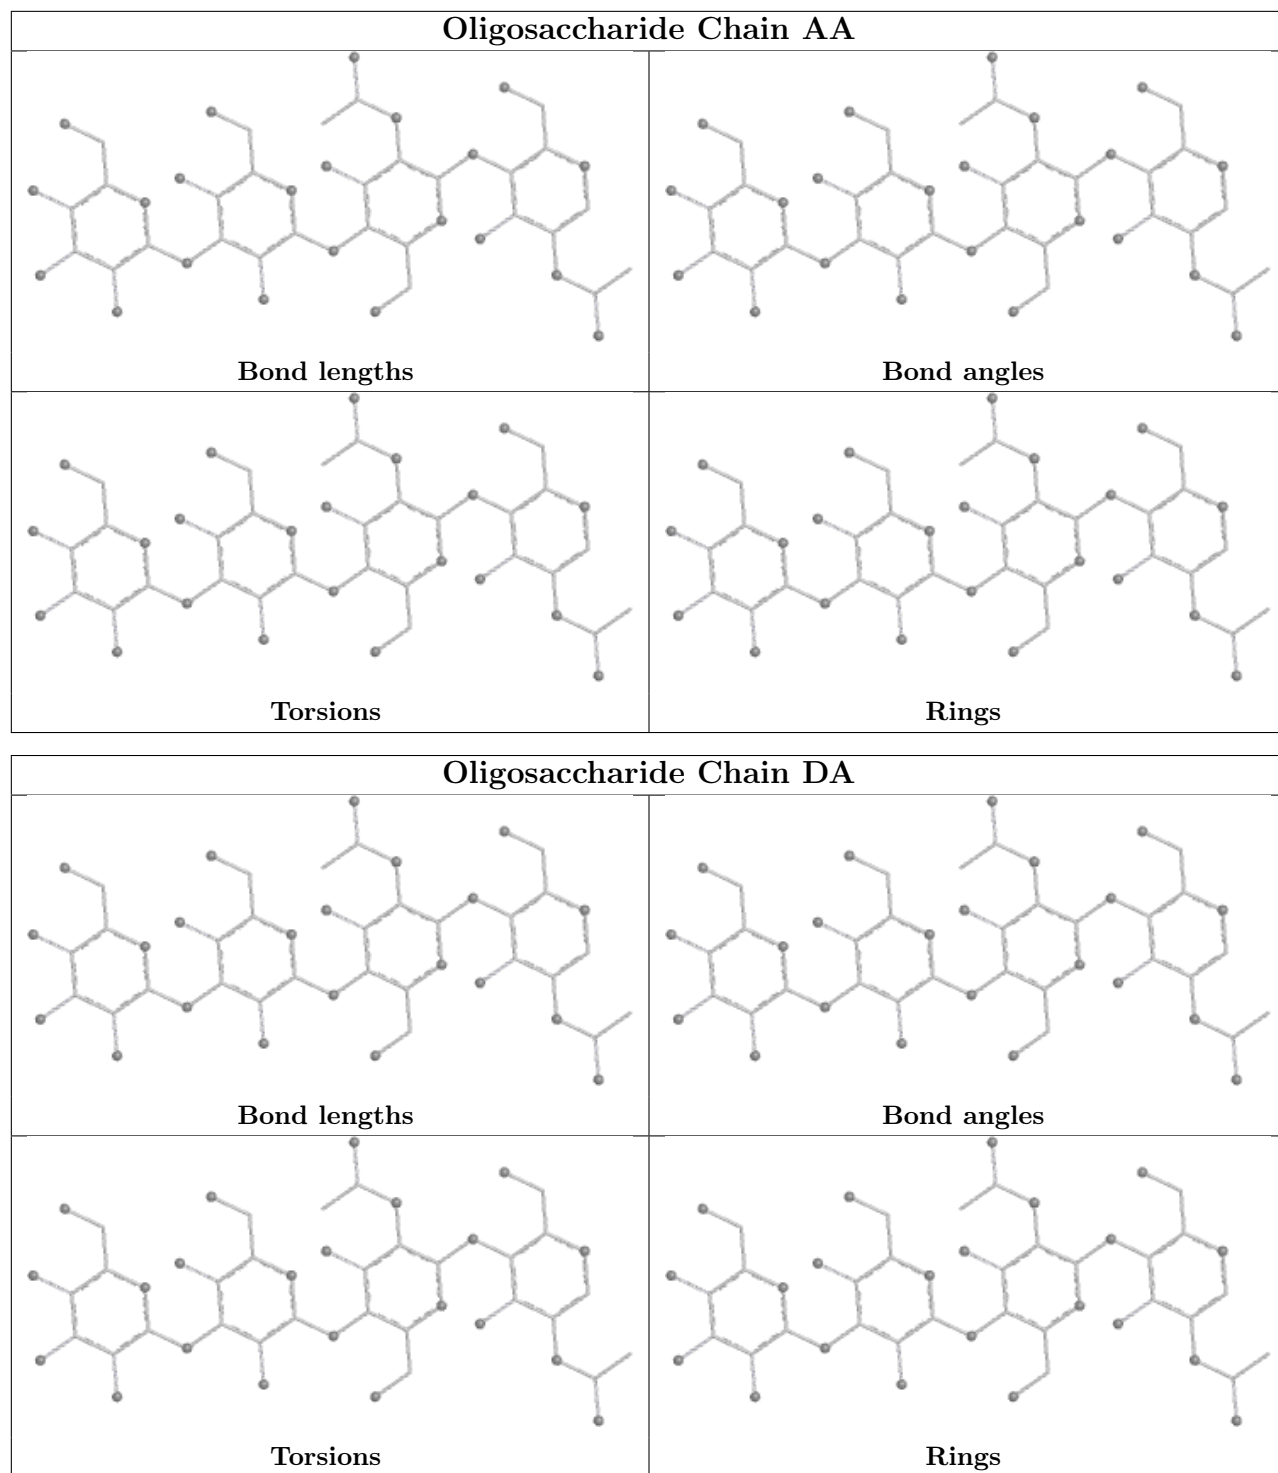 Oligosaccharide Chain AA
Bond lengths
Bond angles
Torsions
Rings
Oligosaccharide Chain DA
Bond lengths
Bond angles
Torsions
Rings